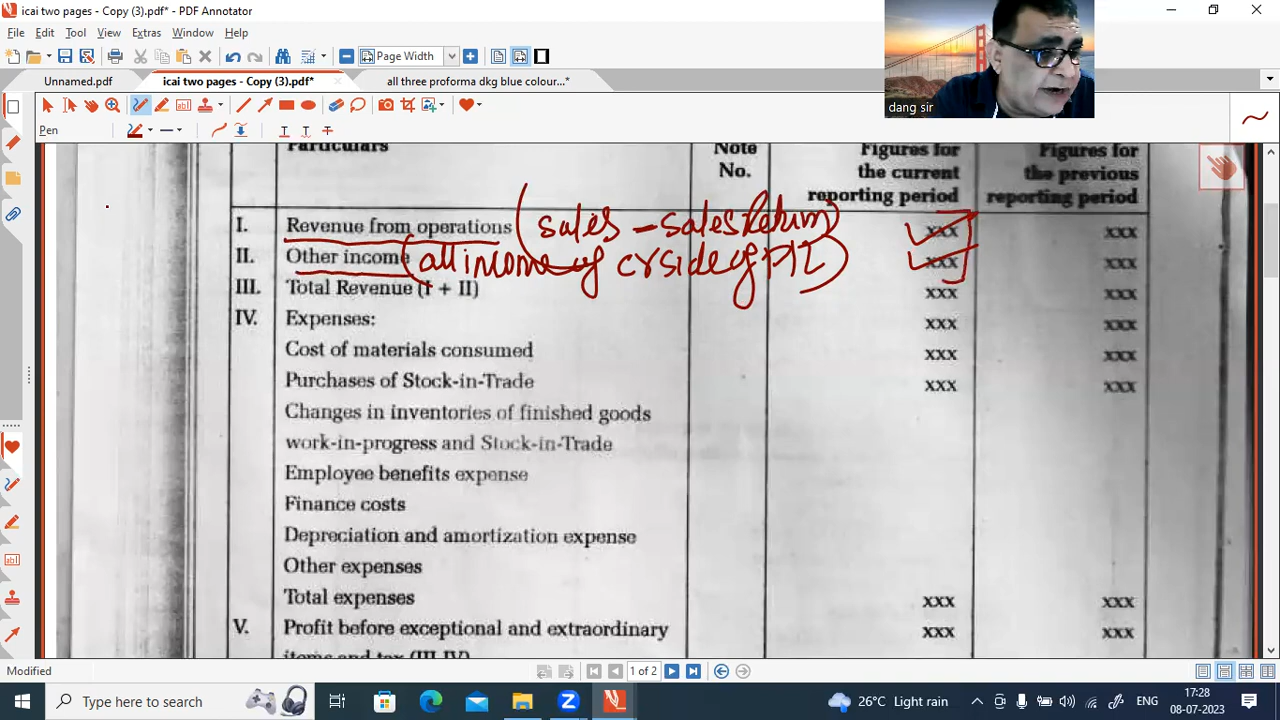 icai two pages - Copy (3).pdf* - PDF Annotator
File Edit Tool View Extras Window Help
Page Width
Unnamed.pdf
icai two pages - Copy (3).pdf*
all three proforma dkg blue colour...*
dang sir
Pen
Particulars
Note No.
Figures for the current reporting period
Figures for the previous reporting period
I. Revenue from operations (sales - sales Return) xxx xxx
II. Other income (all income of cr side of P/L) xxx xxx
III. Total Revenue (I + II) xxx xxx
IV. Expenses: xxx xxx
Cost of materials consumed xxx xxx
Purchases of Stock-in-Trade xxx xxx
Changes in inventories of finished goods
work-in-progress and Stock-in-Trade
Employee benefits expense
Finance costs
Depreciation and amortization expense
Other expenses
Total expenses xxx xxx
V. Profit before exceptional and extraordinary xxx xxx
items and tax (III-IV)
Modified
1 of 2
Type here to search
26°C Light rain
ENG
17:28
08-07-2023